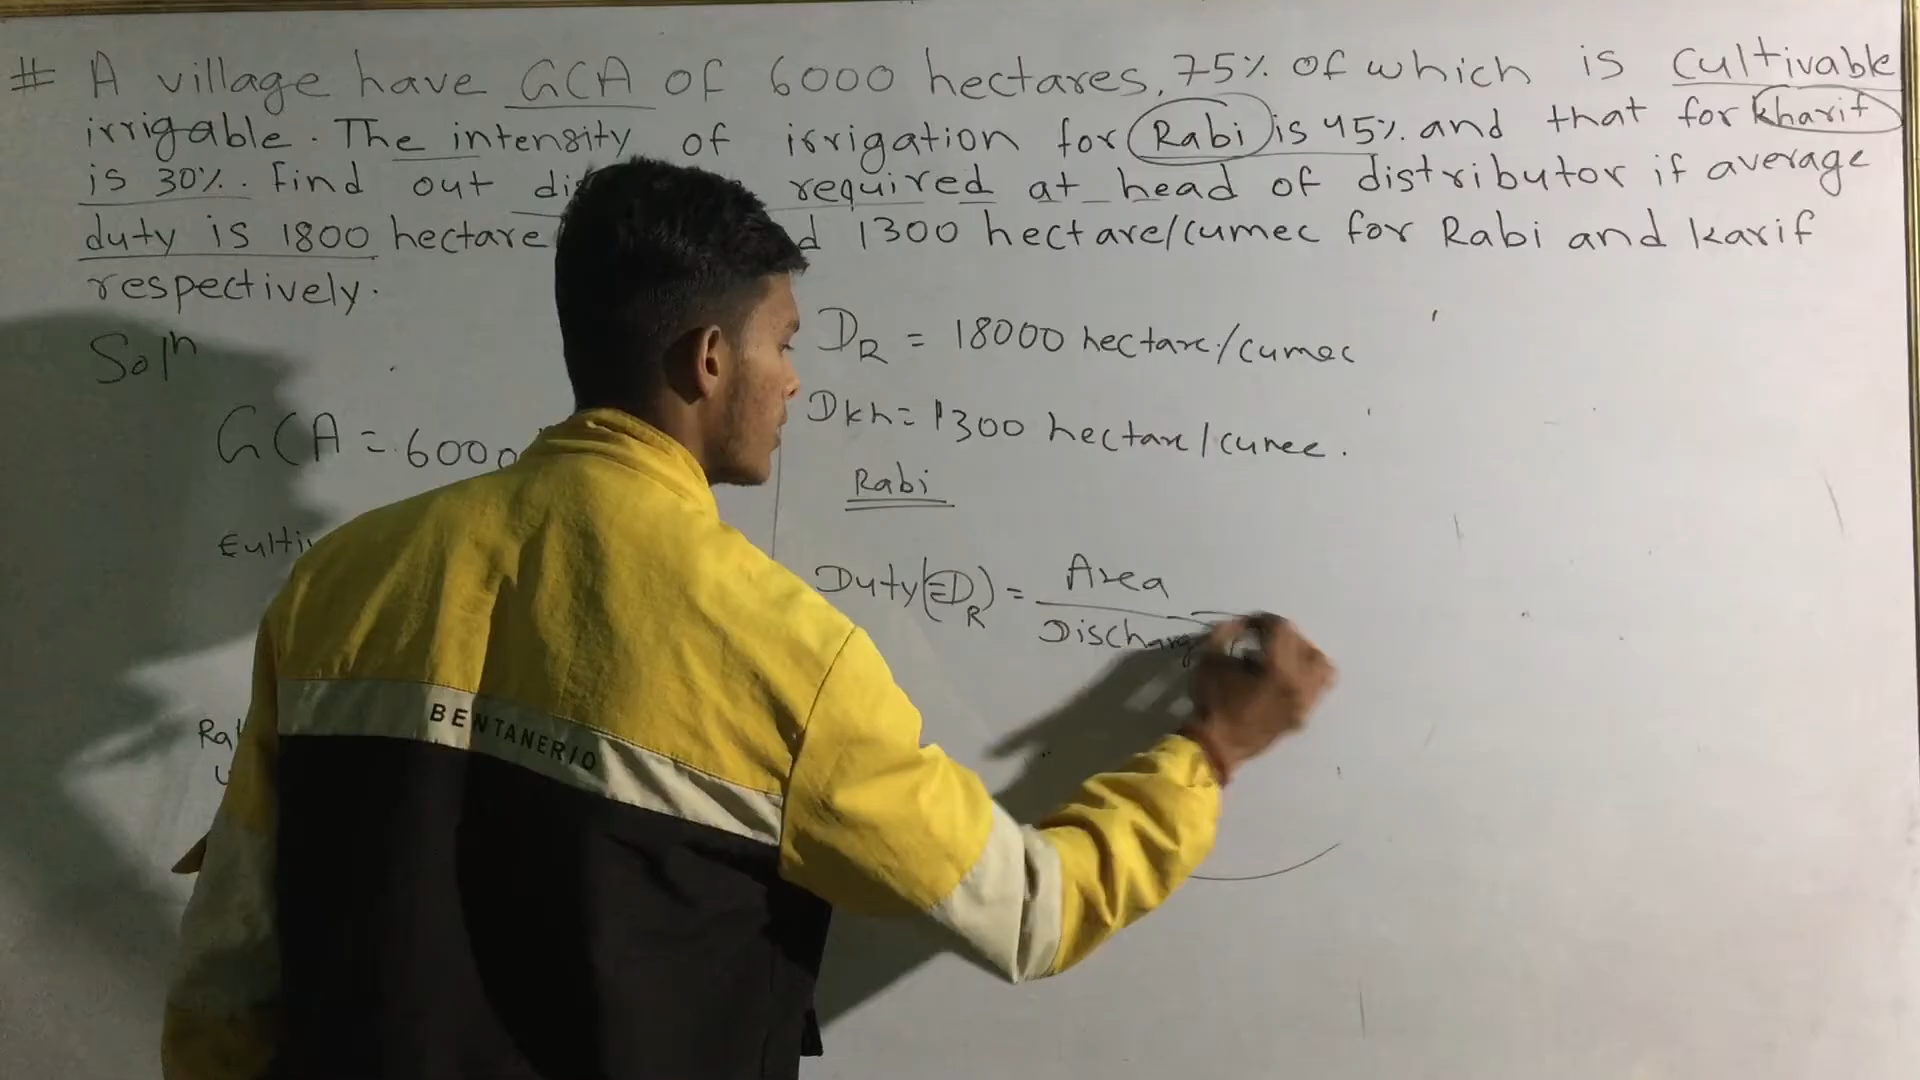 # A village have GCA of 6000 hectares, 75% of which is cultivable
irrigable. The intensity of irrigation for Rabi is 45% and that for kharif
is 30%. Find out required at head of distributor if average
duty is 1800 hectare 1300 hectare/cumec for Rabi and karif
respectively.
Solⁿ
GCA =
D_R = 18000 hectare/cumec
Dkh = 1300 hectare/cumec.
Rabi
Duty(=D_R) = Area
Discharge
BENTANERIO